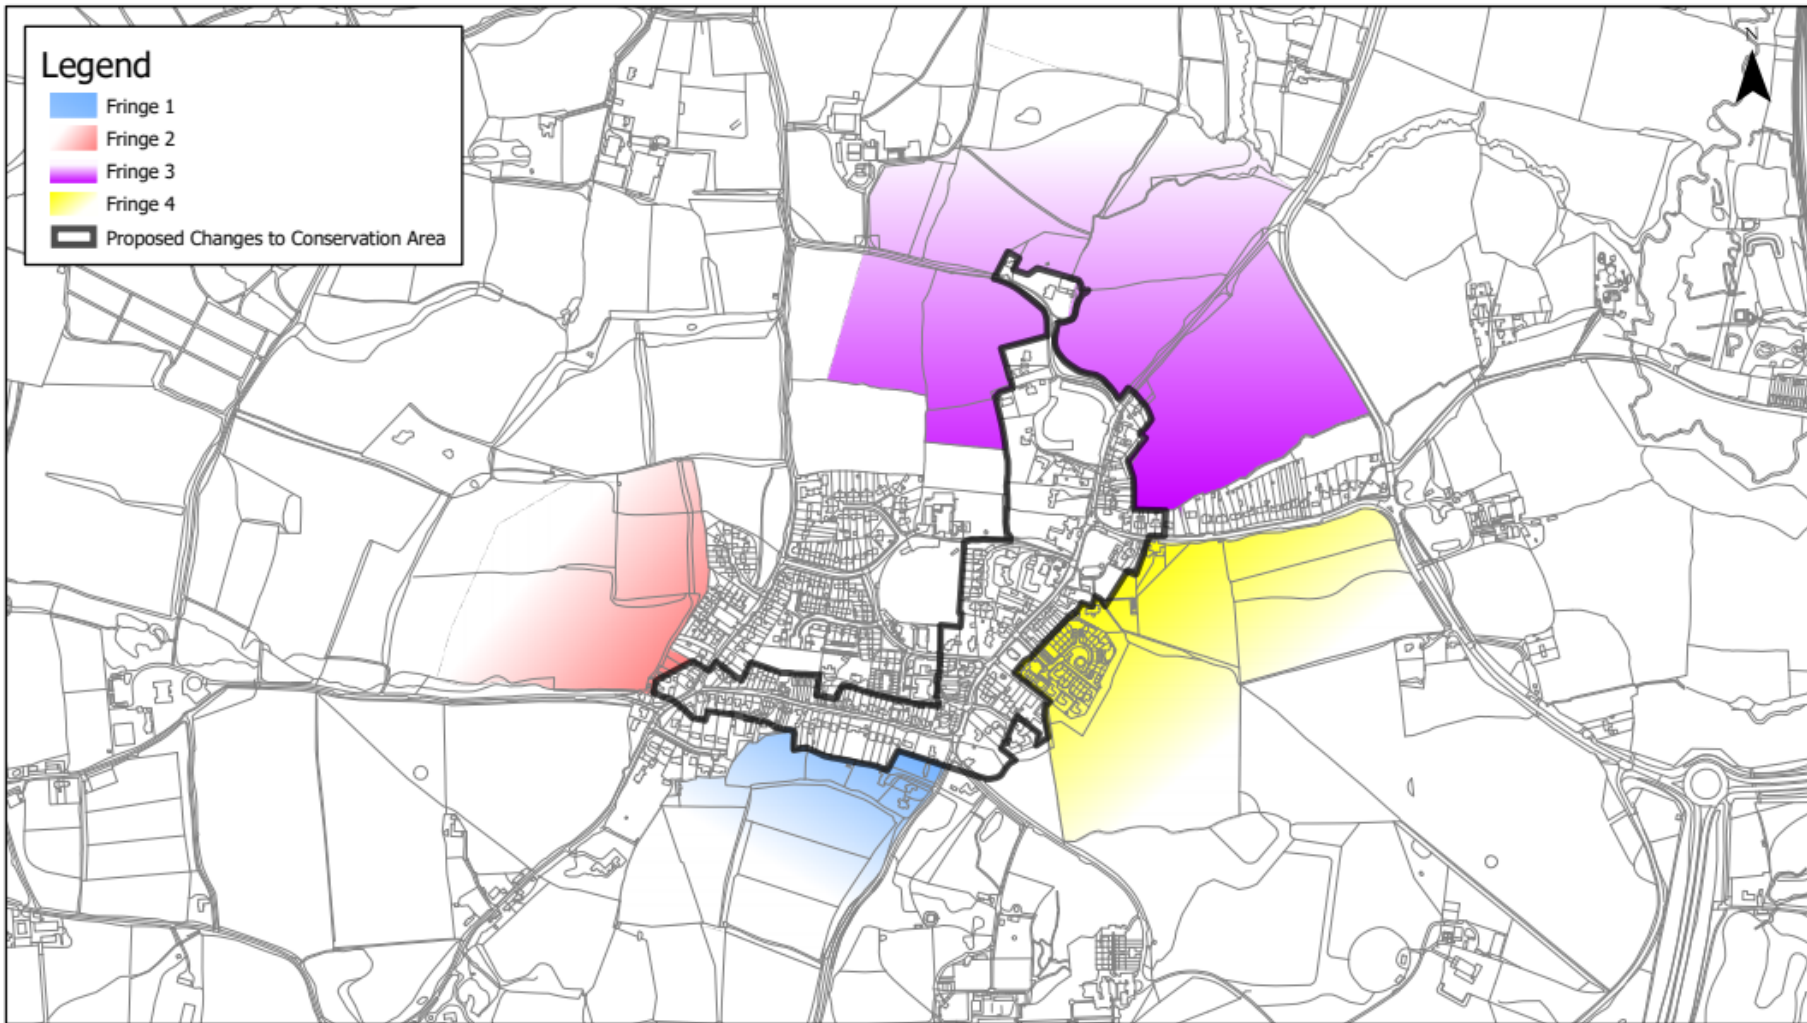 Legend
Fringe 1
Fringe 2
Fringe 3
Fringe 4
Proposed Changes to Conservation Area
N